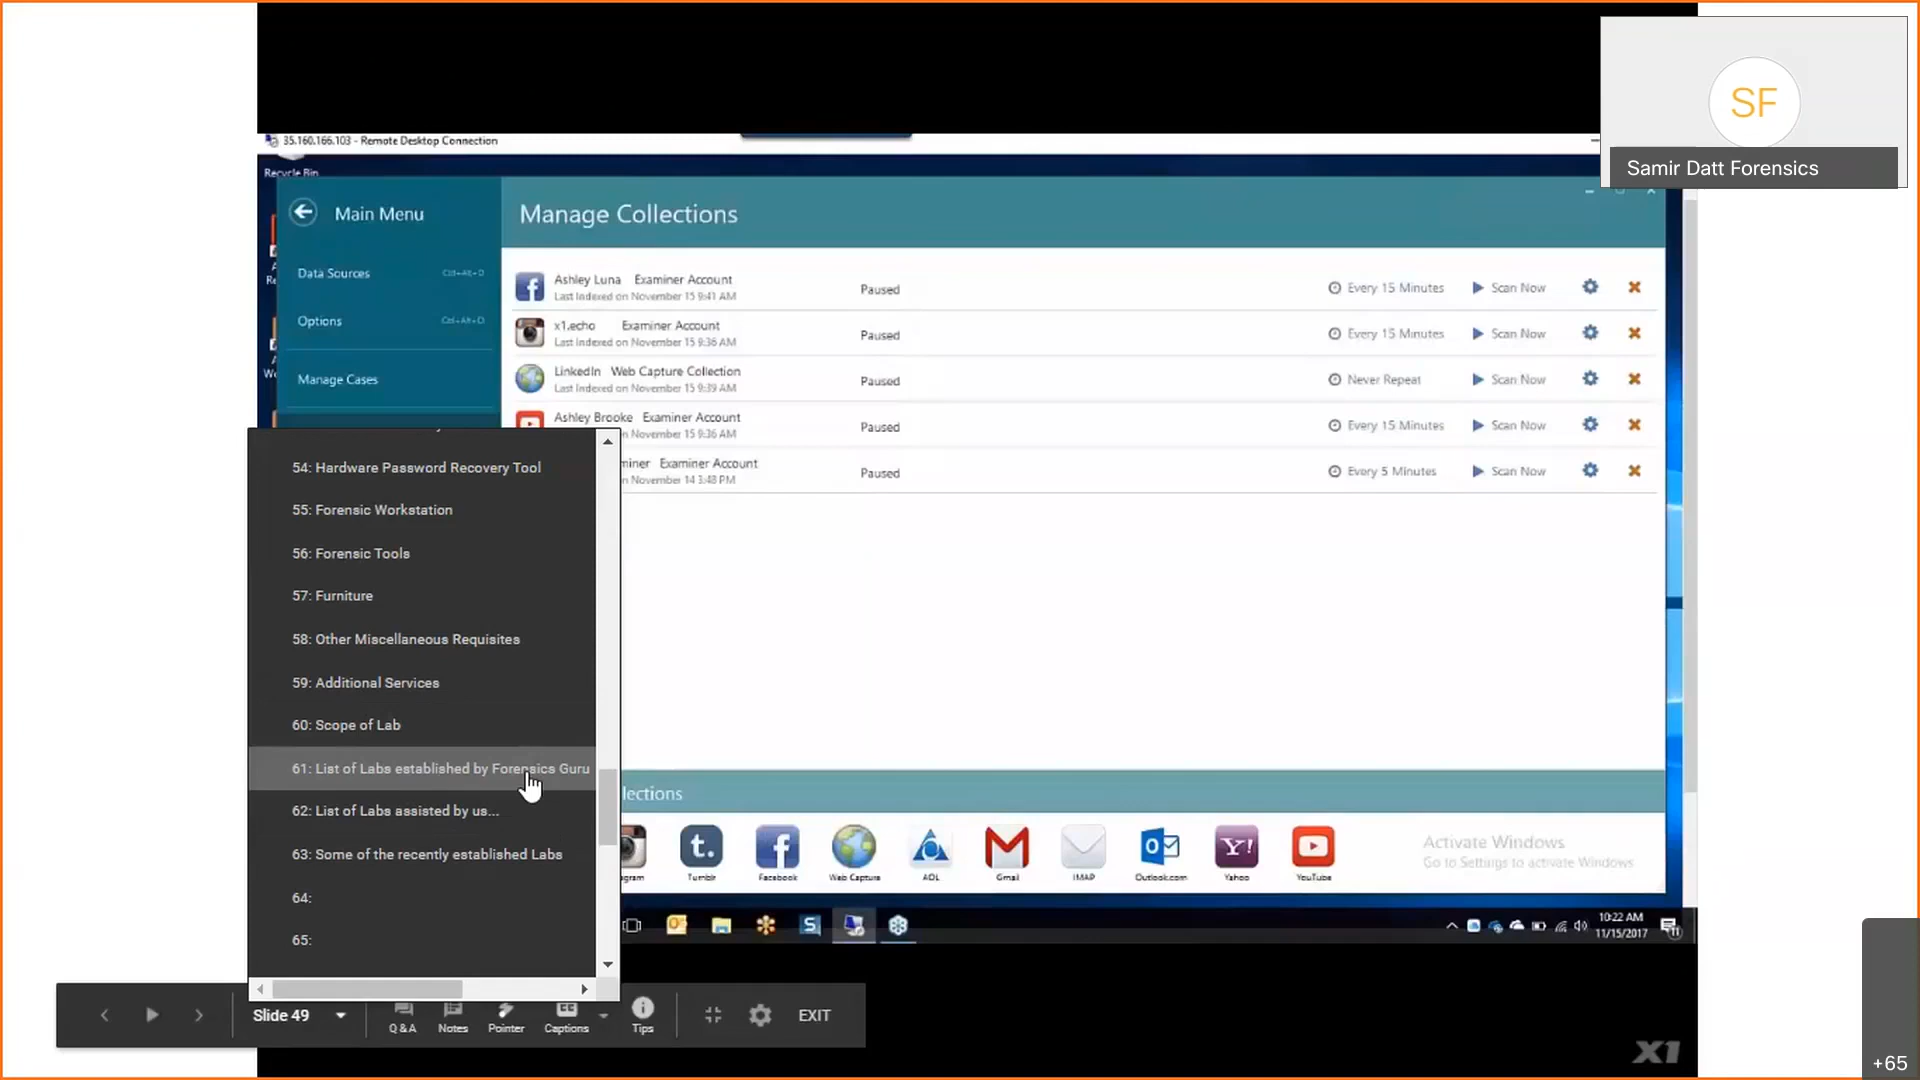 35.160.166.103 - Remote Desktop Connection
SF
Samir Datt Forensics
Recycle Bin
Main Menu
Manage Collections
Data Sources Ctrl+Alt+D
Options Ctrl+Alt+O
Manage Cases
Ashley Luna Examiner Account
Last Indexed on November 15 9:41 AM
Paused
Every 15 Minutes
Scan Now
x1.echo Examiner Account
Last Indexed on November 15 9:36 AM
Paused
Every 15 Minutes
Scan Now
LinkedIn Web Capture Collection
Last Indexed on November 15 9:39 AM
Paused
Never Repeat
Scan Now
Ashley Brooke Examiner Account
n November 15 9:36 AM
Paused
Every 15 Minutes
Scan Now
miner Examiner Account
n November 14 3:48 PM
Paused
Every 5 Minutes
Scan Now
54: Hardware Password Recovery Tool
55: Forensic Workstation
56: Forensic Tools
57: Furniture
58: Other Miscellaneous Requisites
59: Additional Services
60: Scope of Lab
61: List of Labs established by Forensics Guru
62: List of Labs assisted by us...
63: Some of the recently established Labs
64:
65:
lections
t.
f
Y!
agram
Tumblr
Facebook
Web Capture
AOL
Gmail
IMAP
Outlook.com
Yahoo
YouTube
Activate Windows
Go to Settings to activate Windows
10:22 AM
11/15/2017
Slide 49
Q & A
Notes
Pointer
CC
Captions
Tips
EXIT
X1
+65